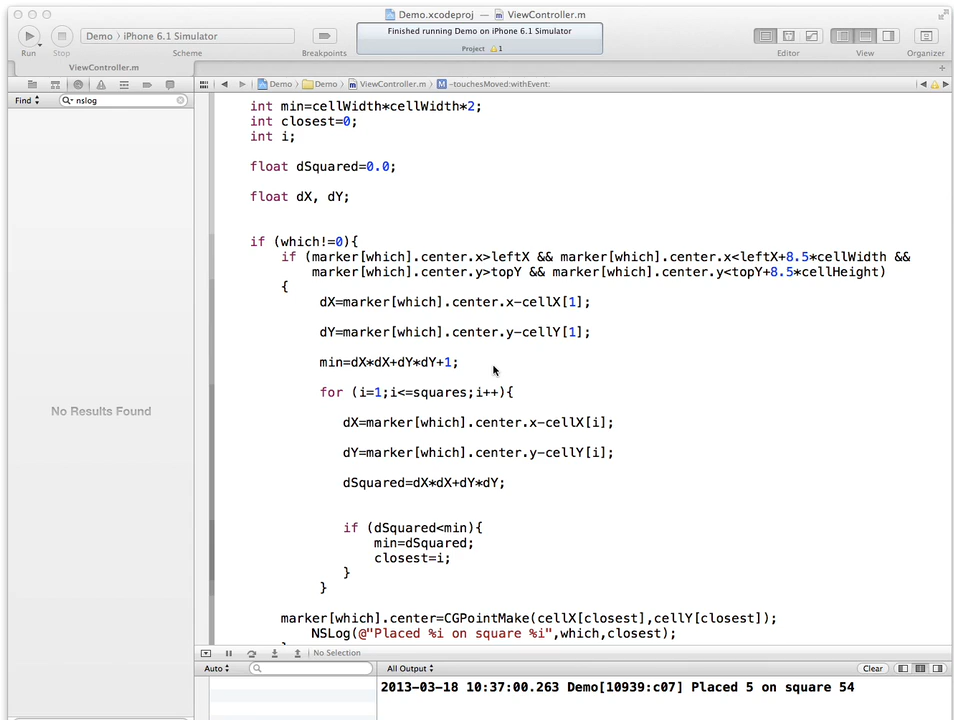 Demo.xcodeproj — ViewController.m
Run Stop Demo 〉 iPhone 6.1 Simulator Scheme Breakpoints
Finished running Demo on iPhone 6.1 Simulator
Project 1
Editor View Organizer
ViewController.m
Demo Demo ViewController.m M -touchesMoved:withEvent:
Find nslog
No Results Found
int min=cellWidth*cellWidth*2;
int closest=0;
int i;
float dSquared=0.0;
float dX, dY;
if (which!=0){
if (marker[which].center.x>leftX && marker[which].center.x<leftX+8.5*cellWidth &&
marker[which].center.y>topY && marker[which].center.y<topY+8.5*cellHeight)
{
dX=marker[which].center.x-cellX[1];
dY=marker[which].center.y-cellY[1];
min=dX*dX+dY*dY+1;
for (i=1;i<=squares;i++){
dX=marker[which].center.x-cellX[i];
dY=marker[which].center.y-cellY[i];
dSquared=dX*dX+dY*dY;
if (dSquared<min){
min=dSquared;
closest=i;
}
}
marker[which].center=CGPointMake(cellX[closest],cellY[closest]);
NSLog(@"Placed %i on square %i",which,closest);
No Selection
Auto All Output Clear
2013-03-18 10:37:00.263 Demo[10939:c07] Placed 5 on square 54